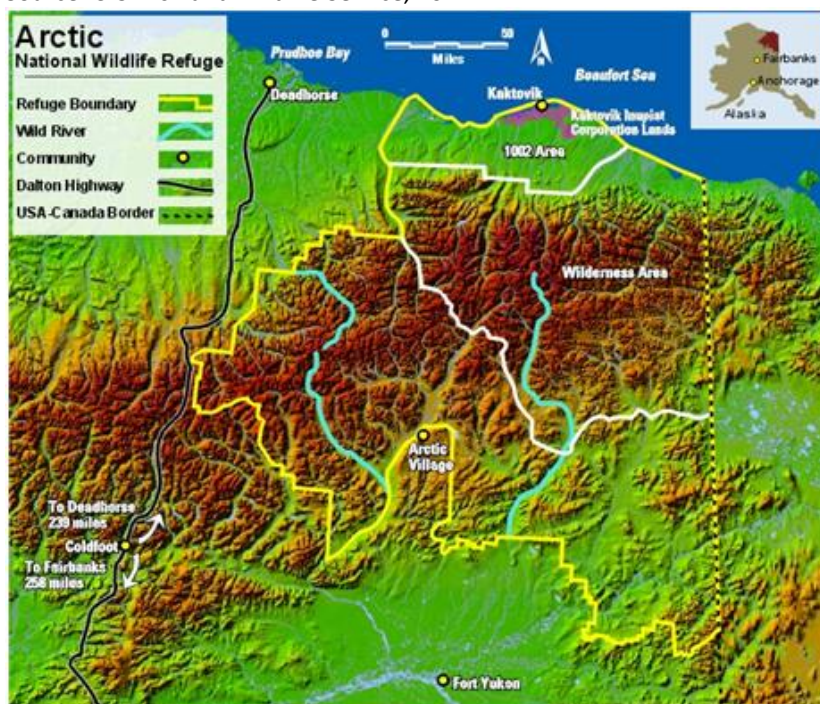 Arctic
National Wildlife Refuge
Refuge Boundary
Wild River
Community
Dalton Highway
USA-Canada Border
Prudhoe Bay
Deadhorse
0 50
Miles
N
Beaufort Sea
Kaktovik
Kaktovik Inupiat
Corporation Lands
1002 Area
Fairbanks
Anchorage
Alaska
Wilderness Area
Arctic
Village
To Deadhorse
239 miles
Coldfoot
To Fairbanks
258 miles
Fort Yukon